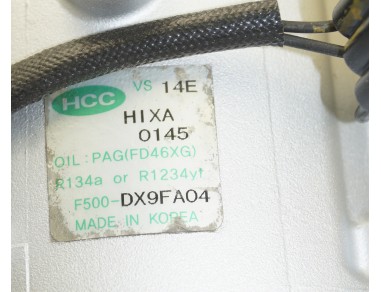 HCC VS 14E
HIXA
0145
OIL : PAG(FD46XG)
R134a or R1234yf
F500-DX9FA04
MADE IN KOREA